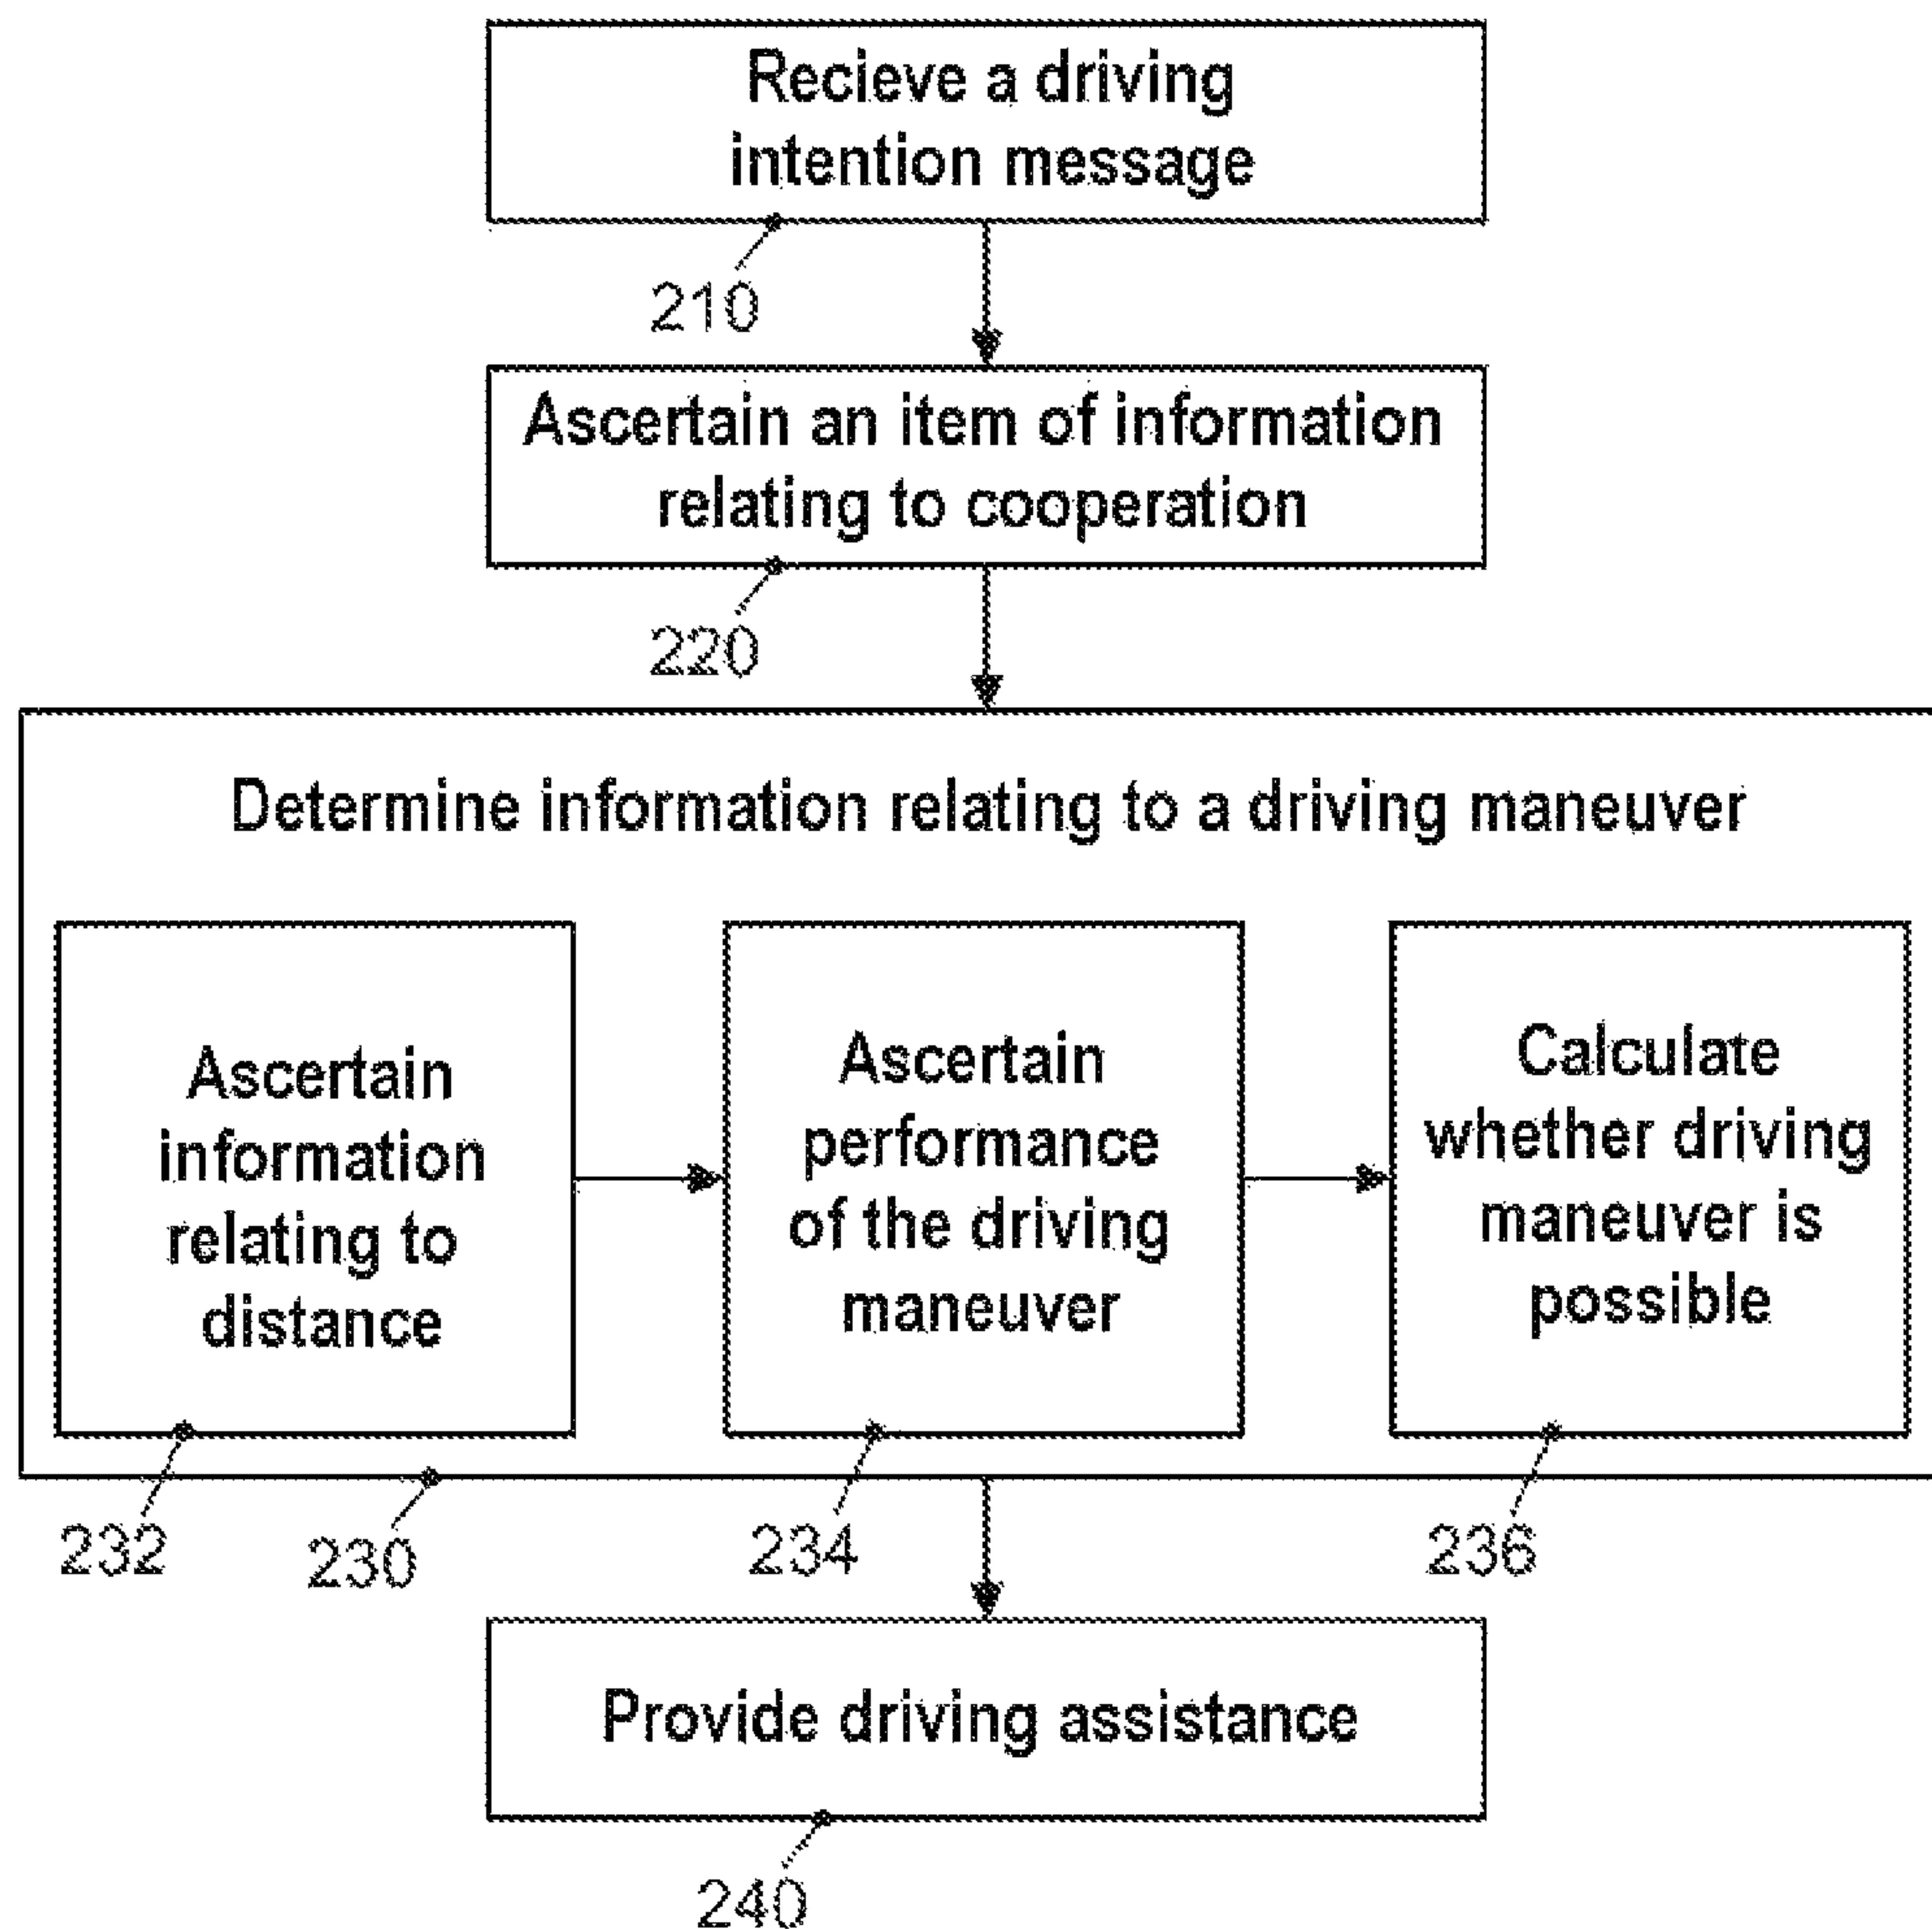 Recieve a driving
intention message
210
Ascertain an item of information
relating to cooperation
220
Determine information relating to a driving maneuver
Ascertain
information
relating to
distance
Ascertain
performance
of the driving
maneuver
Calculate
whether driving
maneuver is
possible
232
230
234
236
Provide driving assistance
240